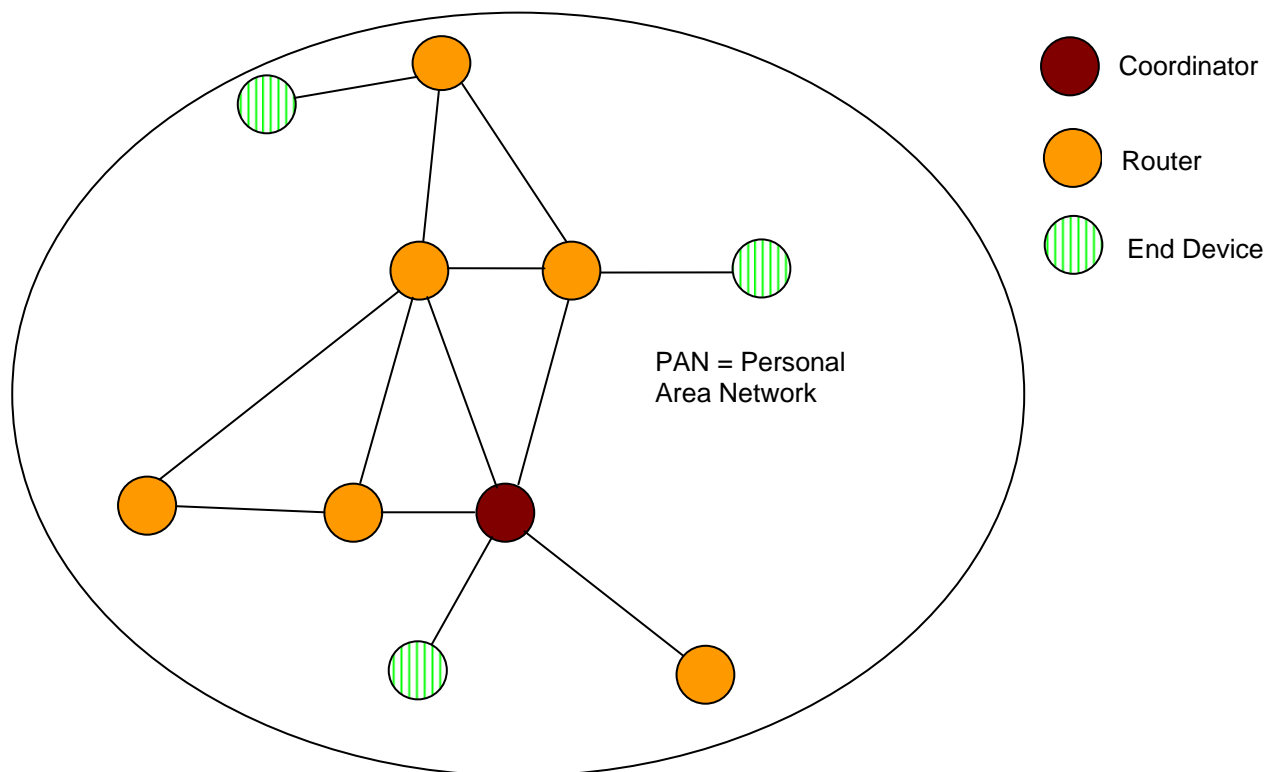 Coordinator
Router
End Device
PAN = Personal
Area Network